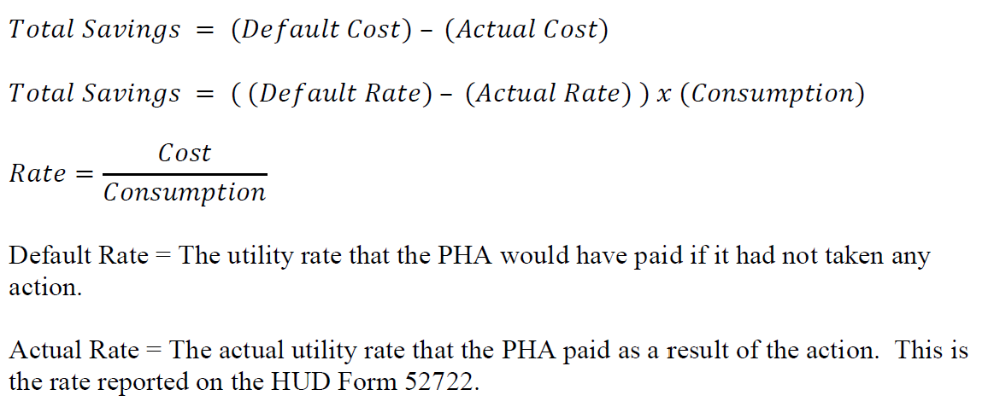 Total Savings = (Default Cost) – (Actual Cost)
Total Savings = ( (Default Rate) – (Actual Rate) ) x (Consumption)
Rate = Cost / Consumption
Default Rate = The utility rate that the PHA would have paid if it had not taken any
action.
Actual Rate = The actual utility rate that the PHA paid as a result of the action.  This is
the rate reported on the HUD Form 52722.